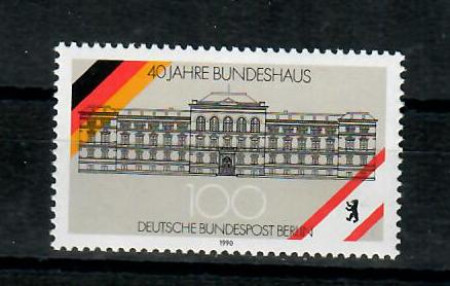 40 JAHRE BUNDESHAUS
100
DEUTSCHE BUNDESPOST BERLIN
1990